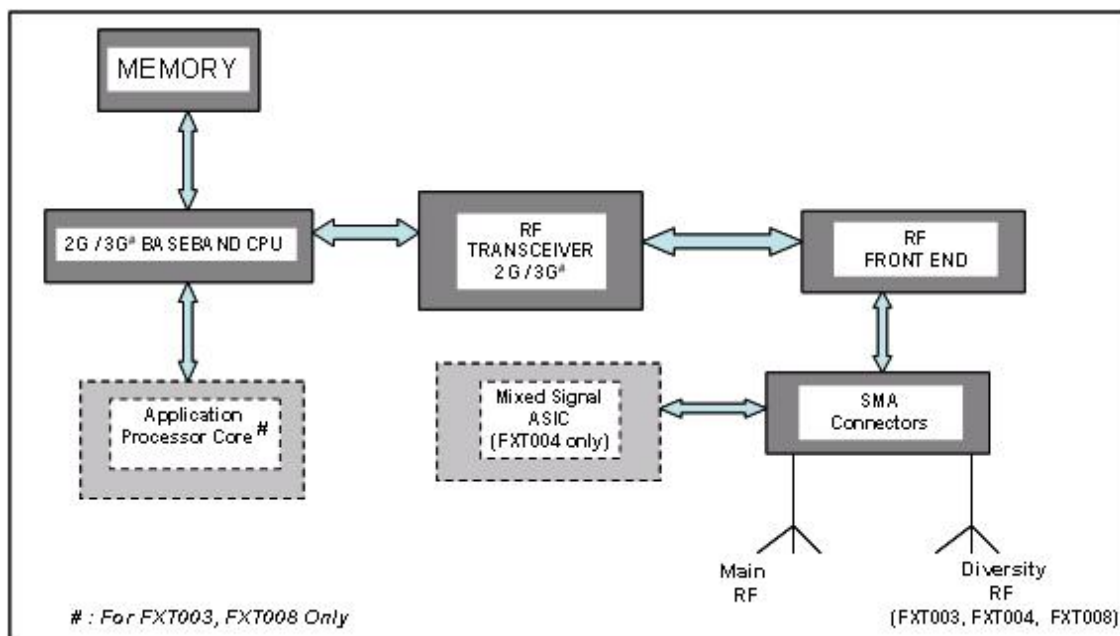 MEMORY
2G / 3G# BASEBAND CPU
RF
TRANSCEIVER
2G / 3G#
RF
FRONT END
Application
Processor Core #
Mixed Signal
ASIC
(FXT004 only)
SMA
Connectors
Main
RF
Diversity
RF
(FXT003, FXT004, FXT008)
# : For FXT003, FXT008 Only